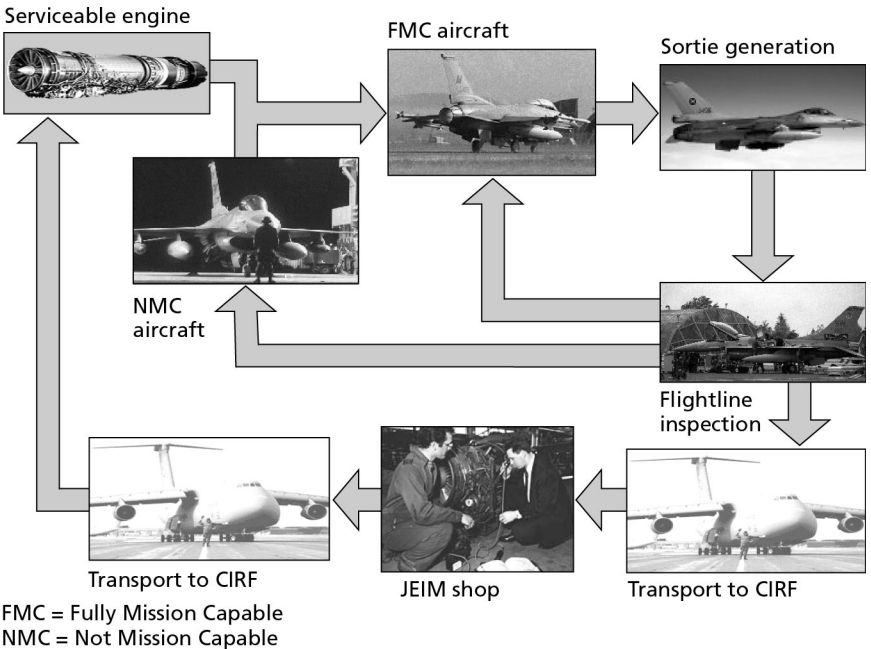 Serviceable engine
FMC aircraft
Sortie generation
NMC
aircraft
Flightline
inspection
Transport to CIRF
JEIM shop
Transport to CIRF
FMC = Fully Mission Capable
NMC = Not Mission Capable